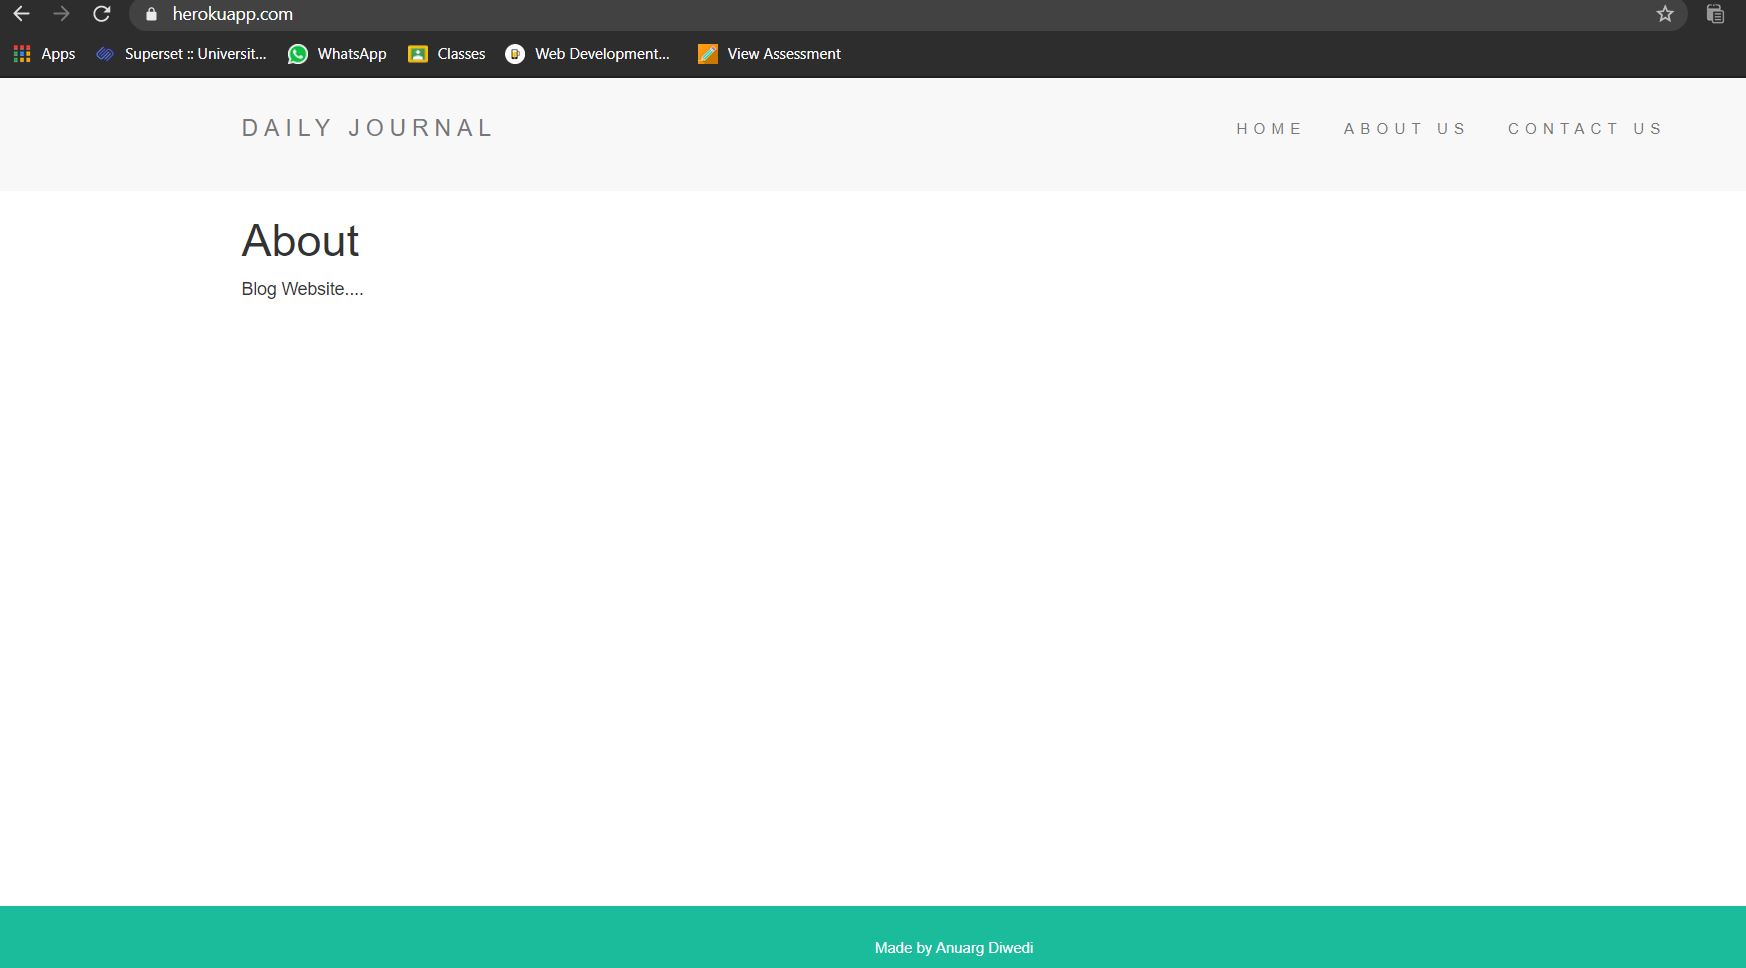 herokuapp.com
Apps Superset :: Universit... WhatsApp Classes Web Development... View Assessment
DAILY JOURNAL HOME ABOUT US CONTACT US
About
Blog Website....
Made by Anuarg Diwedi